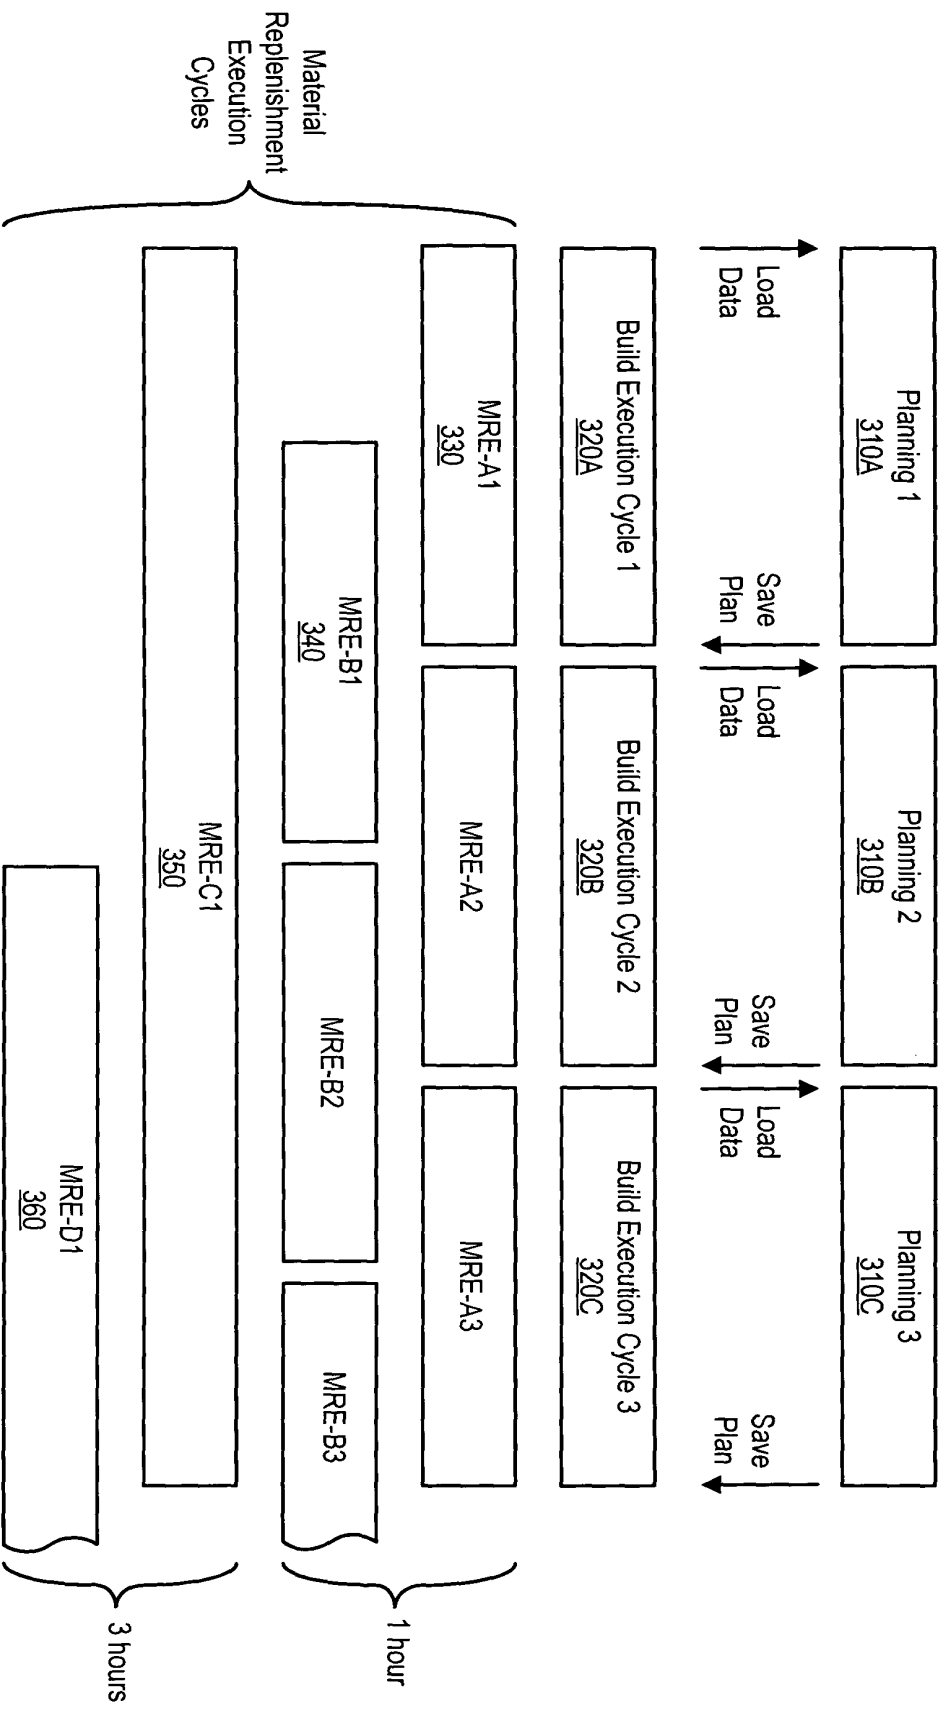 Planning 1
310A
Planning 2
310B
Planning 3
310C
Load
Data
Save
Plan
Load
Data
Save
Plan
Load
Data
Save
Plan
Build Execution Cycle 1
320A
Build Execution Cycle 2
320B
Build Execution Cycle 3
320C
Material
Replenishment
Execution
Cycles
MRE-A1
330
MRE-A2
MRE-A3
MRE-B1
340
MRE-B2
MRE-B3
1 hour
MRE-C1
350
MRE-D1
360
3 hours